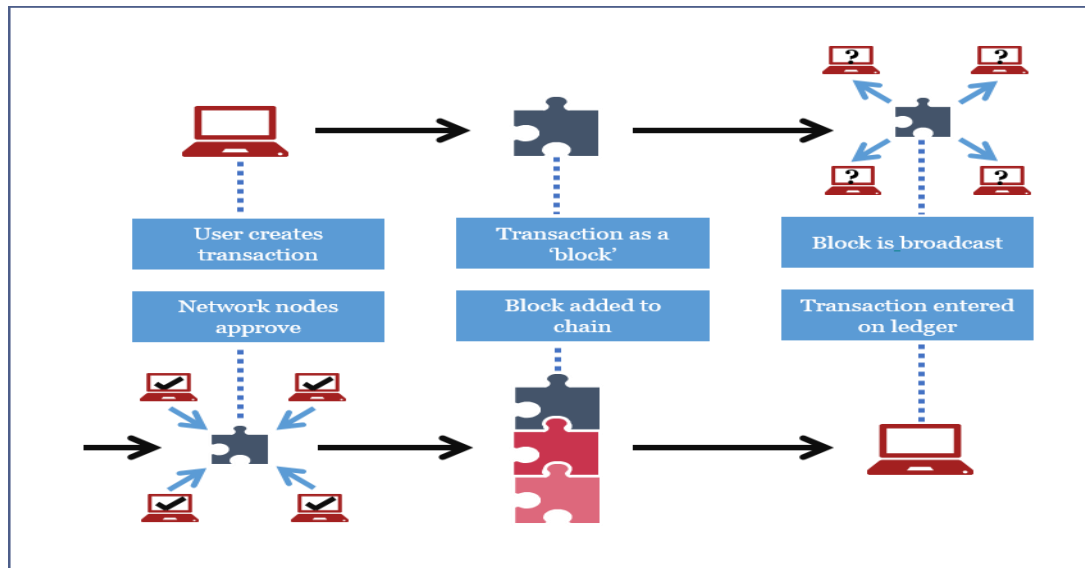 ?
?
?
?
User creates
transaction
Transaction as a
‘block’
Block is broadcast
Network nodes
approve
Block added to
chain
Transaction entered
on ledger